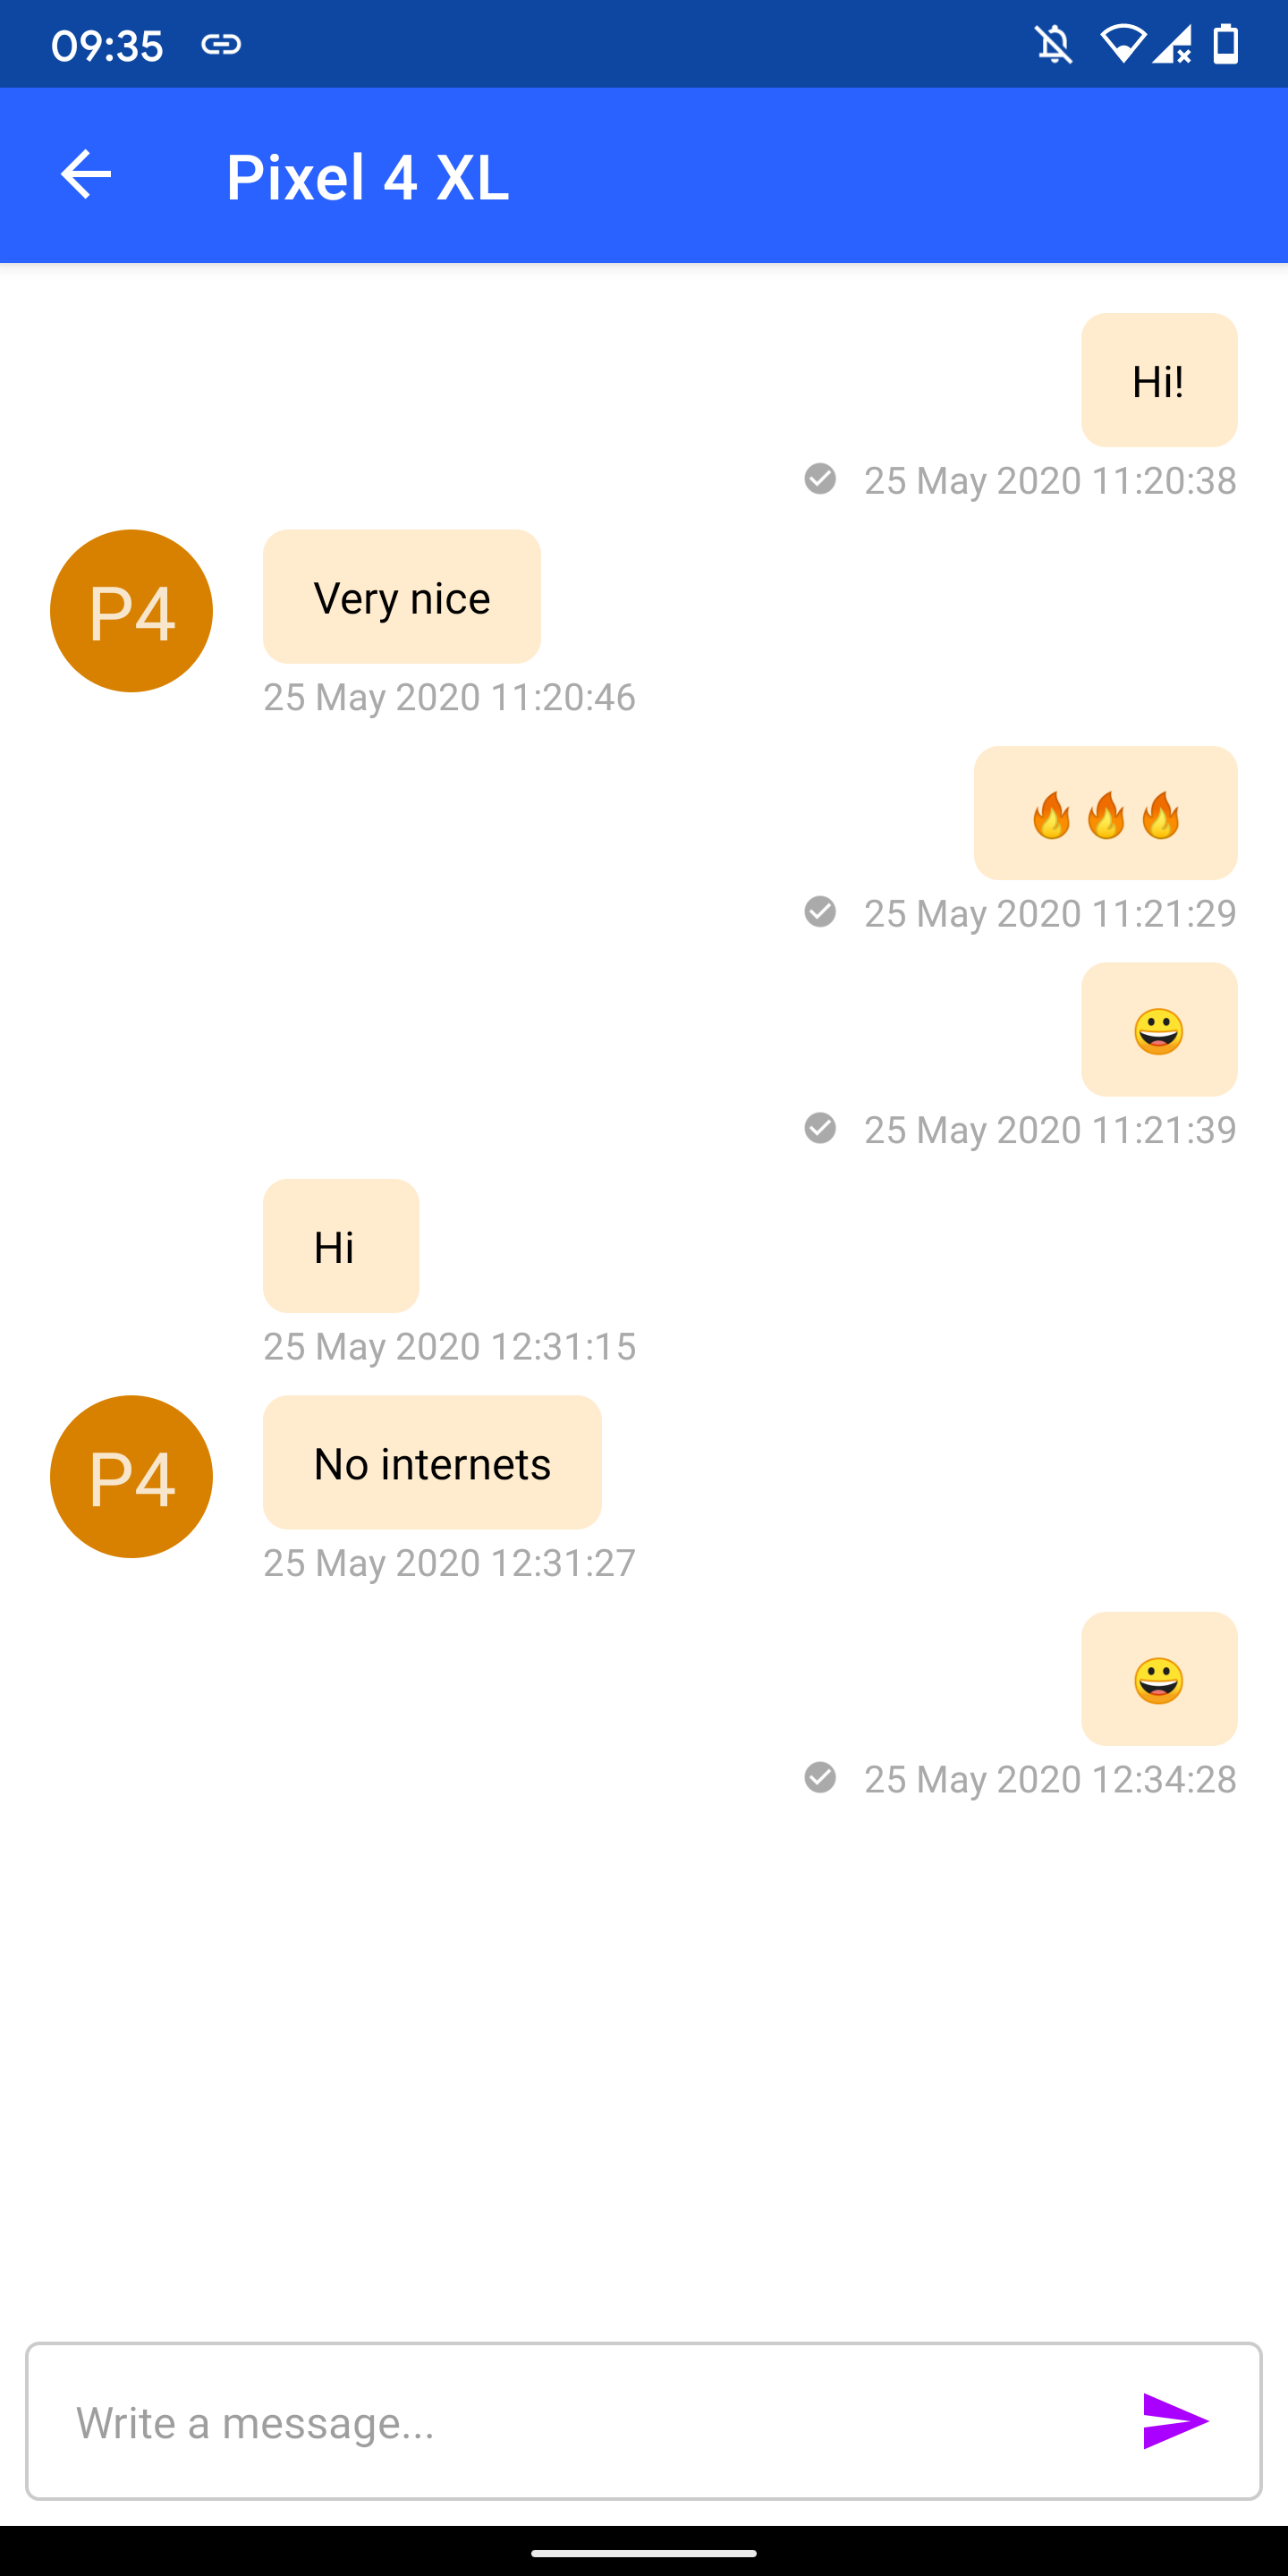 09:35
Pixel 4 XL
Hi!
25 May 2020 11:20:38
P4
Very nice
25 May 2020 11:20:46
🔥🔥🔥
25 May 2020 11:21:29
😀
25 May 2020 11:21:39
Hi
25 May 2020 12:31:15
P4
No internets
25 May 2020 12:31:27
😀
25 May 2020 12:34:28
Write a message...